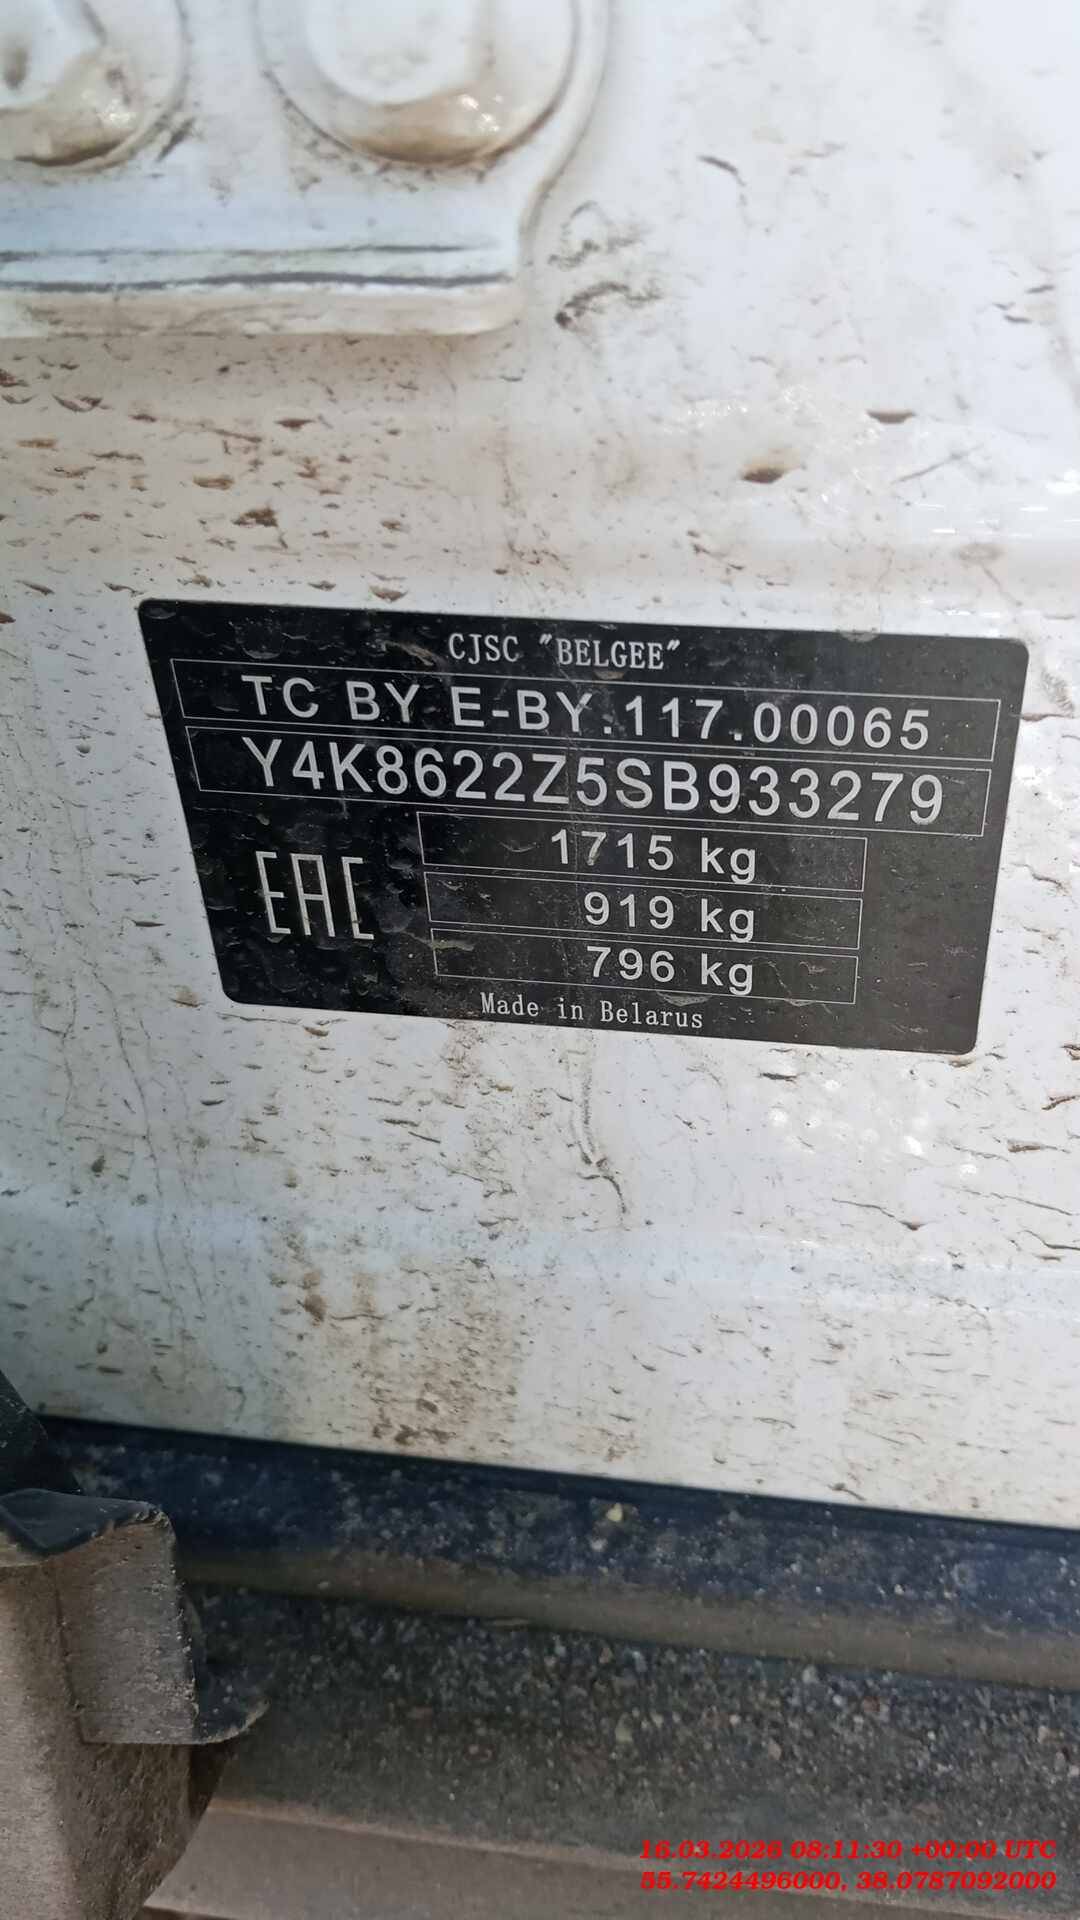 CJSC "BELGEE"
TC BY E-BY.117.00065
Y4K8622Z5SB933279
1715 kg
EAC
919 kg
796 kg
Made in Belarus
16.03.2026 08:11:30 +00:00 UTC
55.7424496000, 38.0787092000